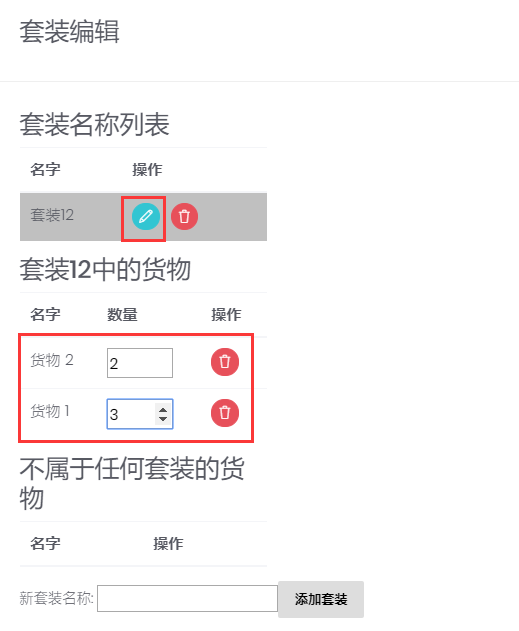 套装编辑
套装名称列表
名字 操作
套装12
套装12中的货物
名字 数量 操作
货物 2 2
货物 1 3
不属于任何套装的货
物
名字 操作
新套装名称: 添加套装